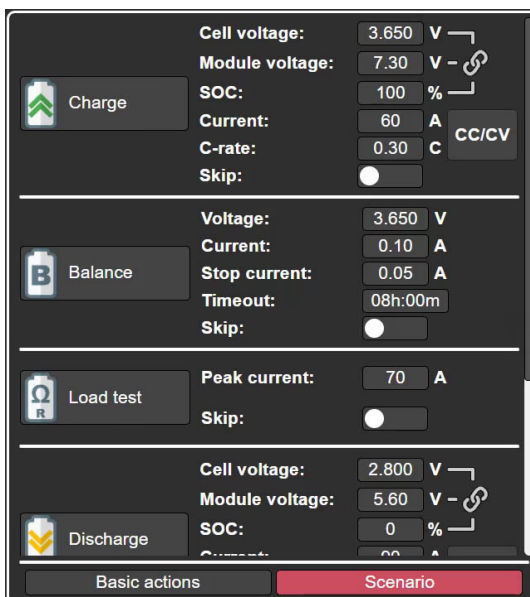 Cell voltage: 3.650 V
Module voltage: 7.30 V
SOC: 100 %
Charge
Current: 60 A
CC/CV
C-rate: 0.30 C
Skip:
Voltage: 3.650 V
Current: 0.10 A
B Balance
Stop current: 0.05 A
Timeout: 08h:00m
Skip:
Peak current: 70 A
Ω R Load test
Skip:
Cell voltage: 2.800 V
Module voltage: 5.60 V
SOC: 0 %
Discharge
Basic actions Scenario